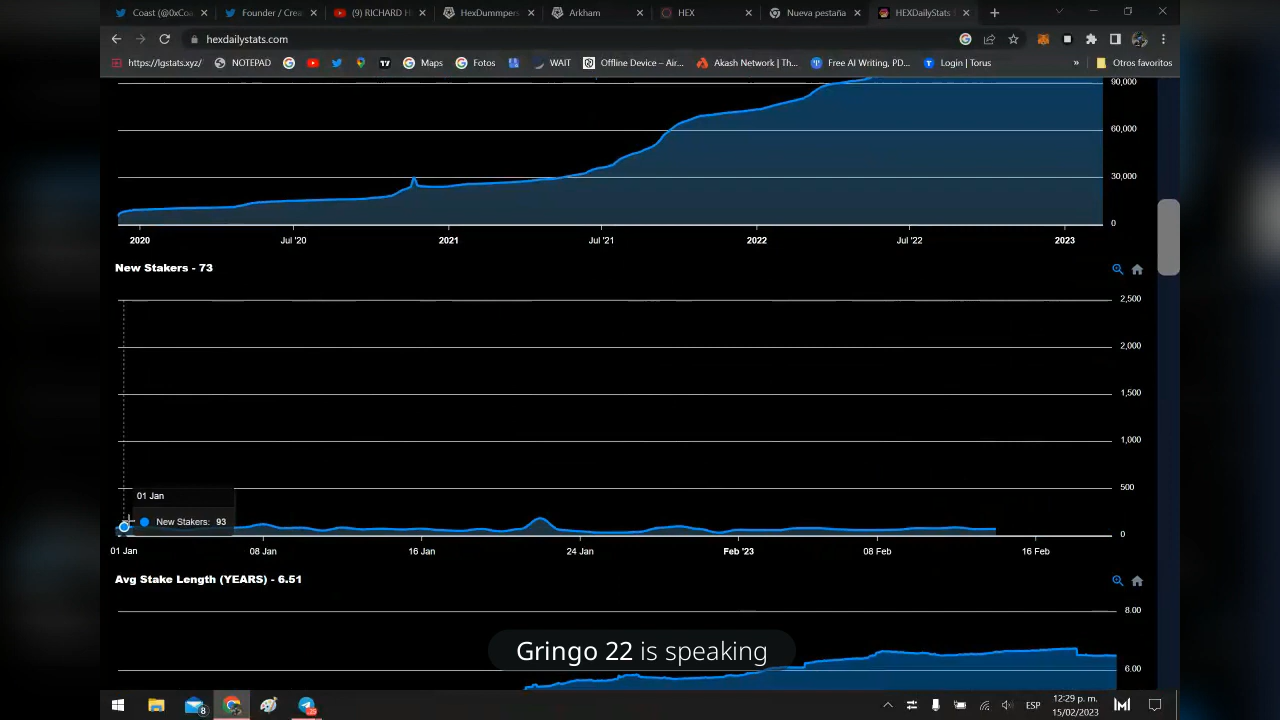 Coast (@0xCoa
Founder / Crea
(9) RICHARD H
HexDummpers
Arkham
HEX
Nueva pestaña
HEXDailyStats
hexdailystats.com
https://lgstats.xyz/
NOTEPAD
Maps
Fotos
WAIT
Offline Device – Air...
Akash Network | Th...
Free AI Writing, PD...
Login | Torus
»
Otros favoritos
90,000
60,000
30,000
0
2020
Jul '20
2021
Jul '21
2022
Jul '22
2023
New Stakers - 73
2,500
2,000
1,500
1,000
500
0
01 Jan
New Stakers: 93
01 Jan
08 Jan
16 Jan
24 Jan
Feb '23
08 Feb
16 Feb
Avg Stake Length (YEARS) - 6.51
8.00
6.00
Gringo 22 is speaking
8
25
ESP
12:29 p. m.
15/02/2023